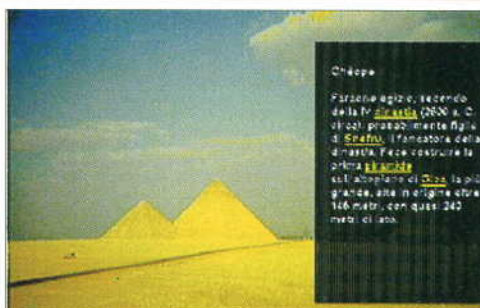 Chéope
Faraone egizio, secondo
della IV dinastia (2600 a. C.
circa), probabilmente figlio
di Snefru, il fondatore della
dinastia. Fece costruire la
prima piramide
sull'altopiano di Giza, la più
grande, alta in origine oltre
146 metri, con quasi 240
metri di lato.